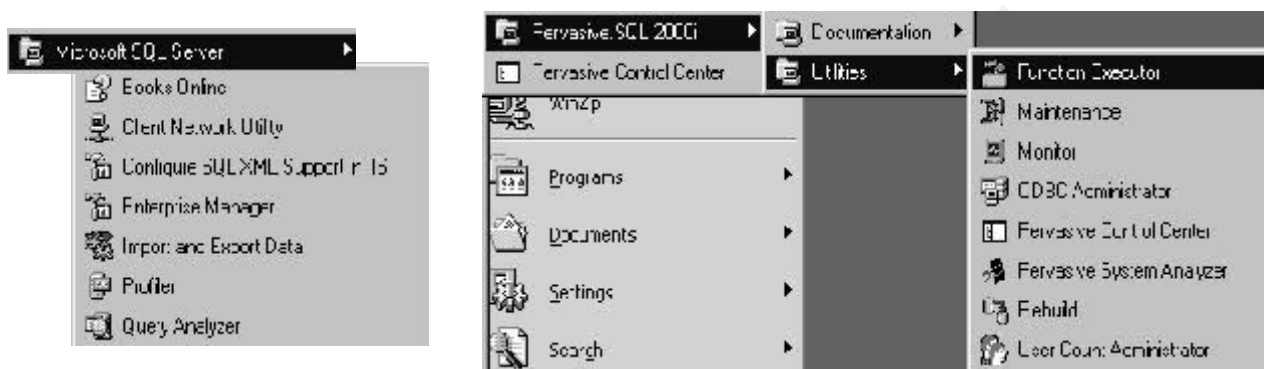 Microsoft SQL Server
Books Online
Client Network Utility
Configure SQL XML Support in IIS
Enterprise Manager
Import and Export Data
Profiler
Query Analyzer
Pervasive.SQL 2000i
Pervasive Control Center
WinZip
Programs
Documents
Settings
Search
Documentation
Utilities
Function Executor
Maintenance
Monitor
ODBC Administrator
Pervasive Control Center
Pervasive System Analyzer
Rebuild
User Count Administrator